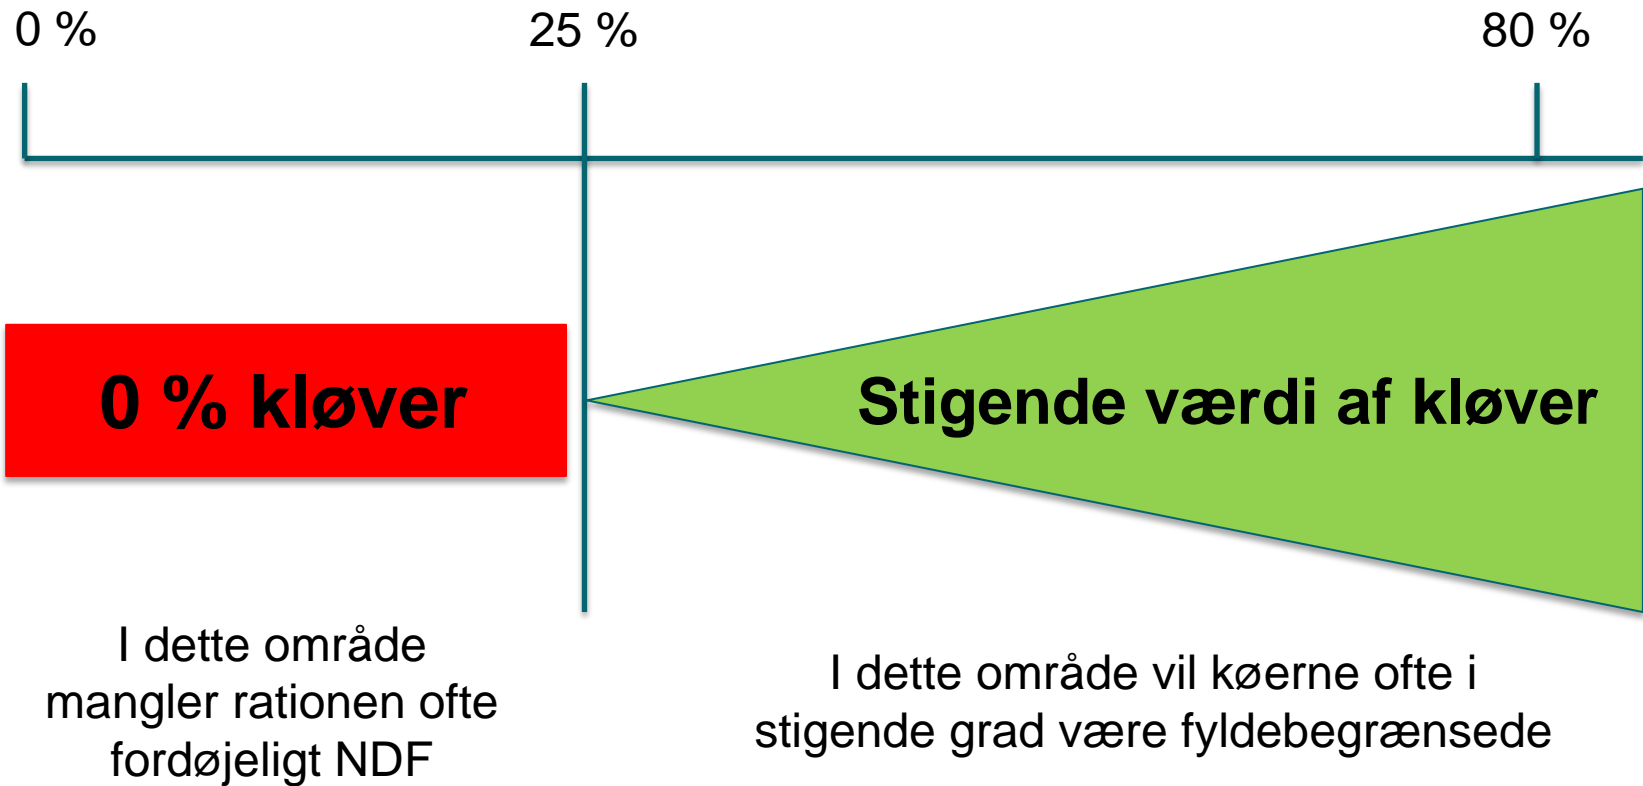 0 %
25 %
80 %
0 % kløver
Stigende værdi af kløver
I dette område
mangler rationen ofte
fordøjeligt NDF
I dette område vil køerne ofte i
stigende grad være fyldebegrænsede